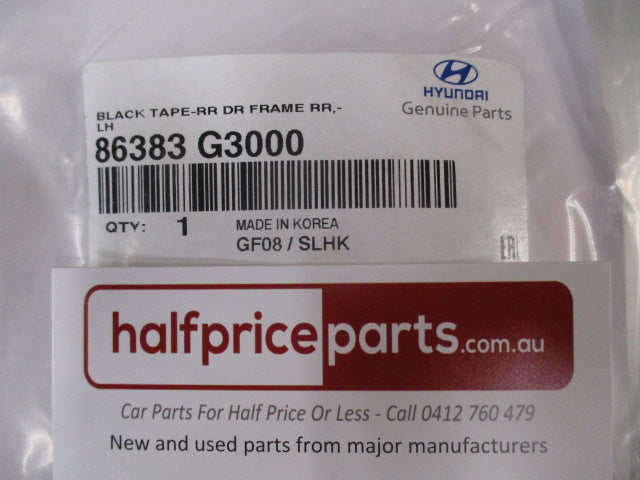 HYUNDAI
Genuine Parts
BLACK TAPE-RR DR FRAME RR,-
LH
86383 G3000
QTY: 1 MADE IN KOREA
GF08 / SLHK
EAC
halfpriceparts.com.au
Car Parts For Half Price Or Less - Call 0412 760 479
New and used parts from major manufacturers